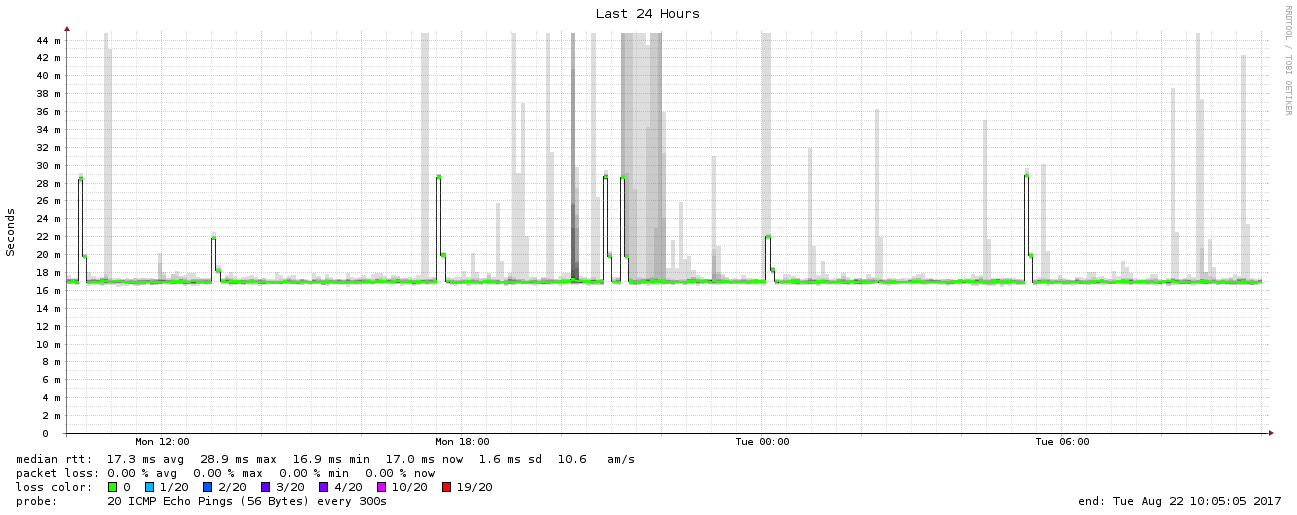 Last 24 Hours
RRDTOOL / TOBI OETIKER
Seconds
44 m
42 m
40 m
38 m
36 m
34 m
32 m
30 m
28 m
26 m
24 m
22 m
20 m
18 m
16 m
14 m
12 m
10 m
8 m
6 m
4 m
2 m
0
Mon 12:00 Mon 18:00 Tue 00:00 Tue 06:00
median rtt: 17.3 ms avg 28.9 ms max 16.9 ms min 17.0 ms now 1.6 ms sd 10.6 am/s
packet loss: 0.00 % avg 0.00 % max 0.00 % min 0.00 % now
loss color: 0 1/20 2/20 3/20 4/20 10/20 19/20
probe: 20 ICMP Echo Pings (56 Bytes) every 300s end: Tue Aug 22 10:05:05 2017